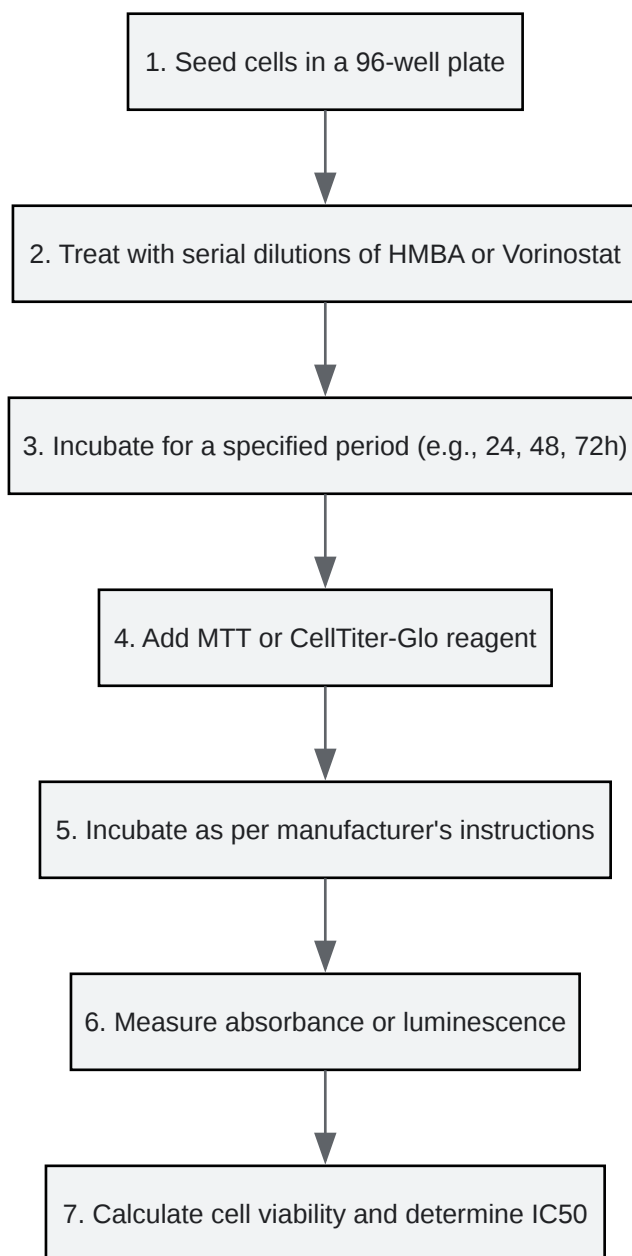 1. Seed cells in a 96-well plate
2. Treat with serial dilutions of HMBA or Vorinostat
3. Incubate for a specified period (e.g., 24, 48, 72h)
4. Add MTT or CellTiter-Glo reagent
5. Incubate as per manufacturer's instructions
6. Measure absorbance or luminescence
7. Calculate cell viability and determine IC50